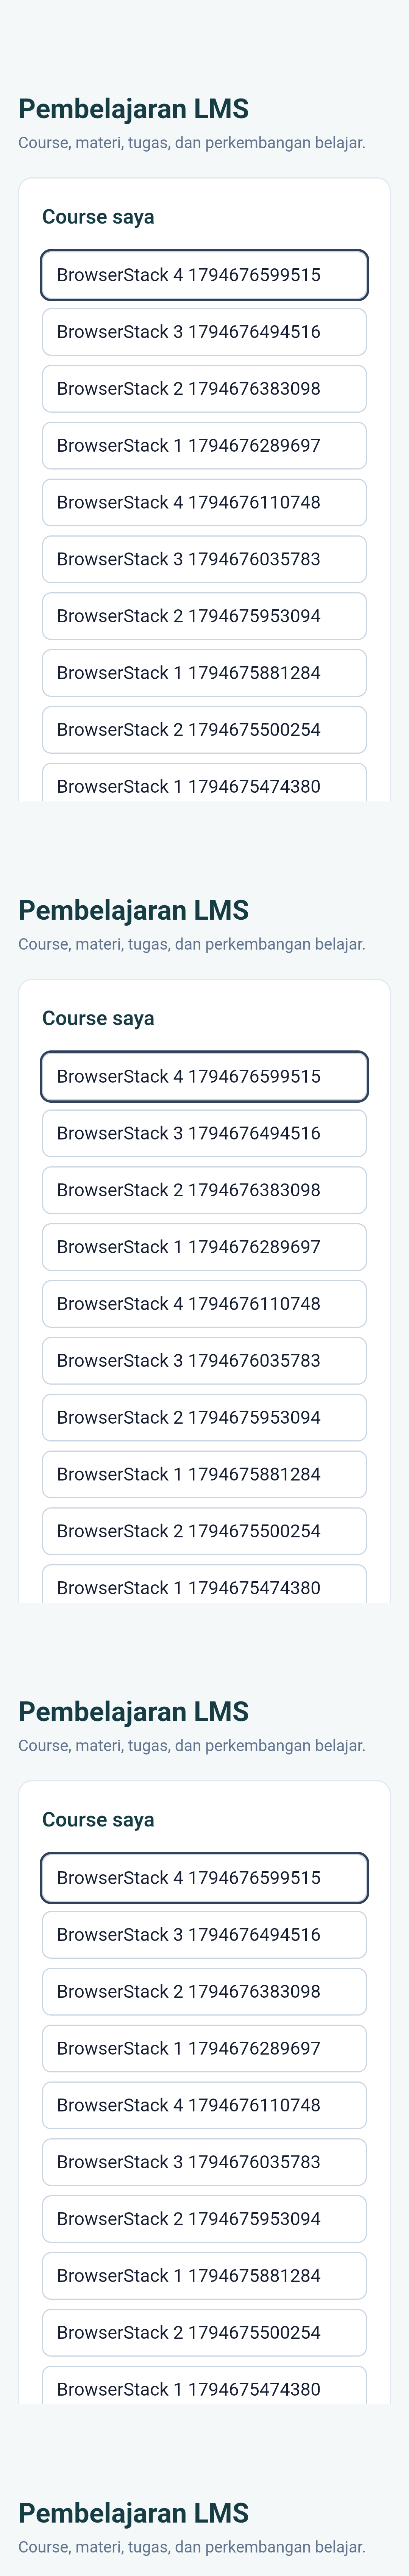 Pembelajaran LMS
Course, materi, tugas, dan perkembangan belajar.
Course saya
BrowserStack 4 1794676599515
BrowserStack 3 1794676494516
BrowserStack 2 1794676383098
BrowserStack 1 1794676289697
BrowserStack 4 1794676110748
BrowserStack 3 1794676035783
BrowserStack 2 1794675953094
BrowserStack 1 1794675881284
BrowserStack 2 1794675500254
BrowserStack 1 1794675474380
Pembelajaran LMS
Course, materi, tugas, dan perkembangan belajar.
Course saya
BrowserStack 4 1794676599515
BrowserStack 3 1794676494516
BrowserStack 2 1794676383098
BrowserStack 1 1794676289697
BrowserStack 4 1794676110748
BrowserStack 3 1794676035783
BrowserStack 2 1794675953094
BrowserStack 1 1794675881284
BrowserStack 2 1794675500254
BrowserStack 1 1794675474380
Pembelajaran LMS
Course, materi, tugas, dan perkembangan belajar.
Course saya
BrowserStack 4 1794676599515
BrowserStack 3 1794676494516
BrowserStack 2 1794676383098
BrowserStack 1 1794676289697
BrowserStack 4 1794676110748
BrowserStack 3 1794676035783
BrowserStack 2 1794675953094
BrowserStack 1 1794675881284
BrowserStack 2 1794675500254
BrowserStack 1 1794675474380
Pembelajaran LMS
Course, materi, tugas, dan perkembangan belajar.